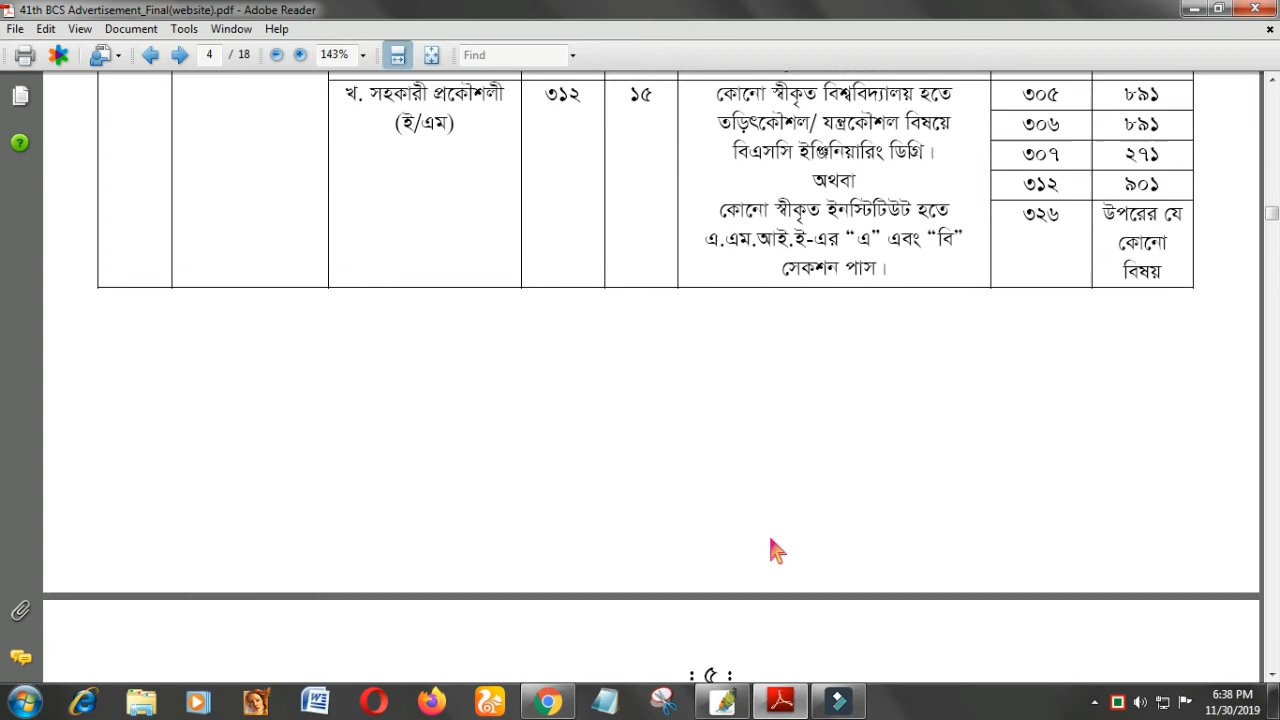 41th BCS Advertisement_Final(website).pdf - Adobe Reader
File Edit View Document Tools Window Help
4 / 18 143% Find
খ. সহকারী প্রকৌশলী
(ই/এম)
৩১২
১৫
কোনো স্বীকৃত বিশ্ববিদ্যালয় হতে
তড়িৎকৌশল/ যন্ত্রকৌশল বিষয়ে
বিএসসি ইঞ্জিনিয়ারিং ডিগ্রি।
অথবা
কোনো স্বীকৃত ইনস্টিটিউট হতে
এ.এম.আই.ই-এর “এ” এবং “বি”
সেকশন পাস।
৩০৫ ৮৯১
৩০৬ ৮৯১
৩০৭ ২৭১
৩১২ ৯০১
৩২৬ উপরের যে
কোনো
বিষয়
: ৫ :
6:38 PM
11/30/2019